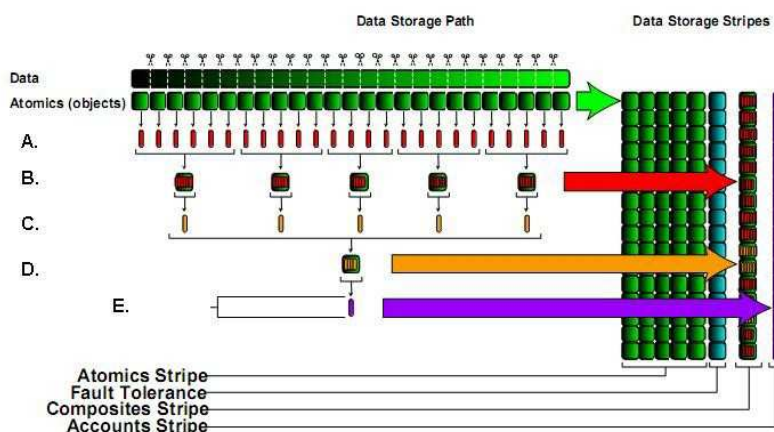 Data Storage Path
Data Storage Stripes
Data
Atomics (objects)
A.
B.
C.
D.
E.
Atomics Stripe
Fault Tolerance
Composites Stripe
Accounts Stripe